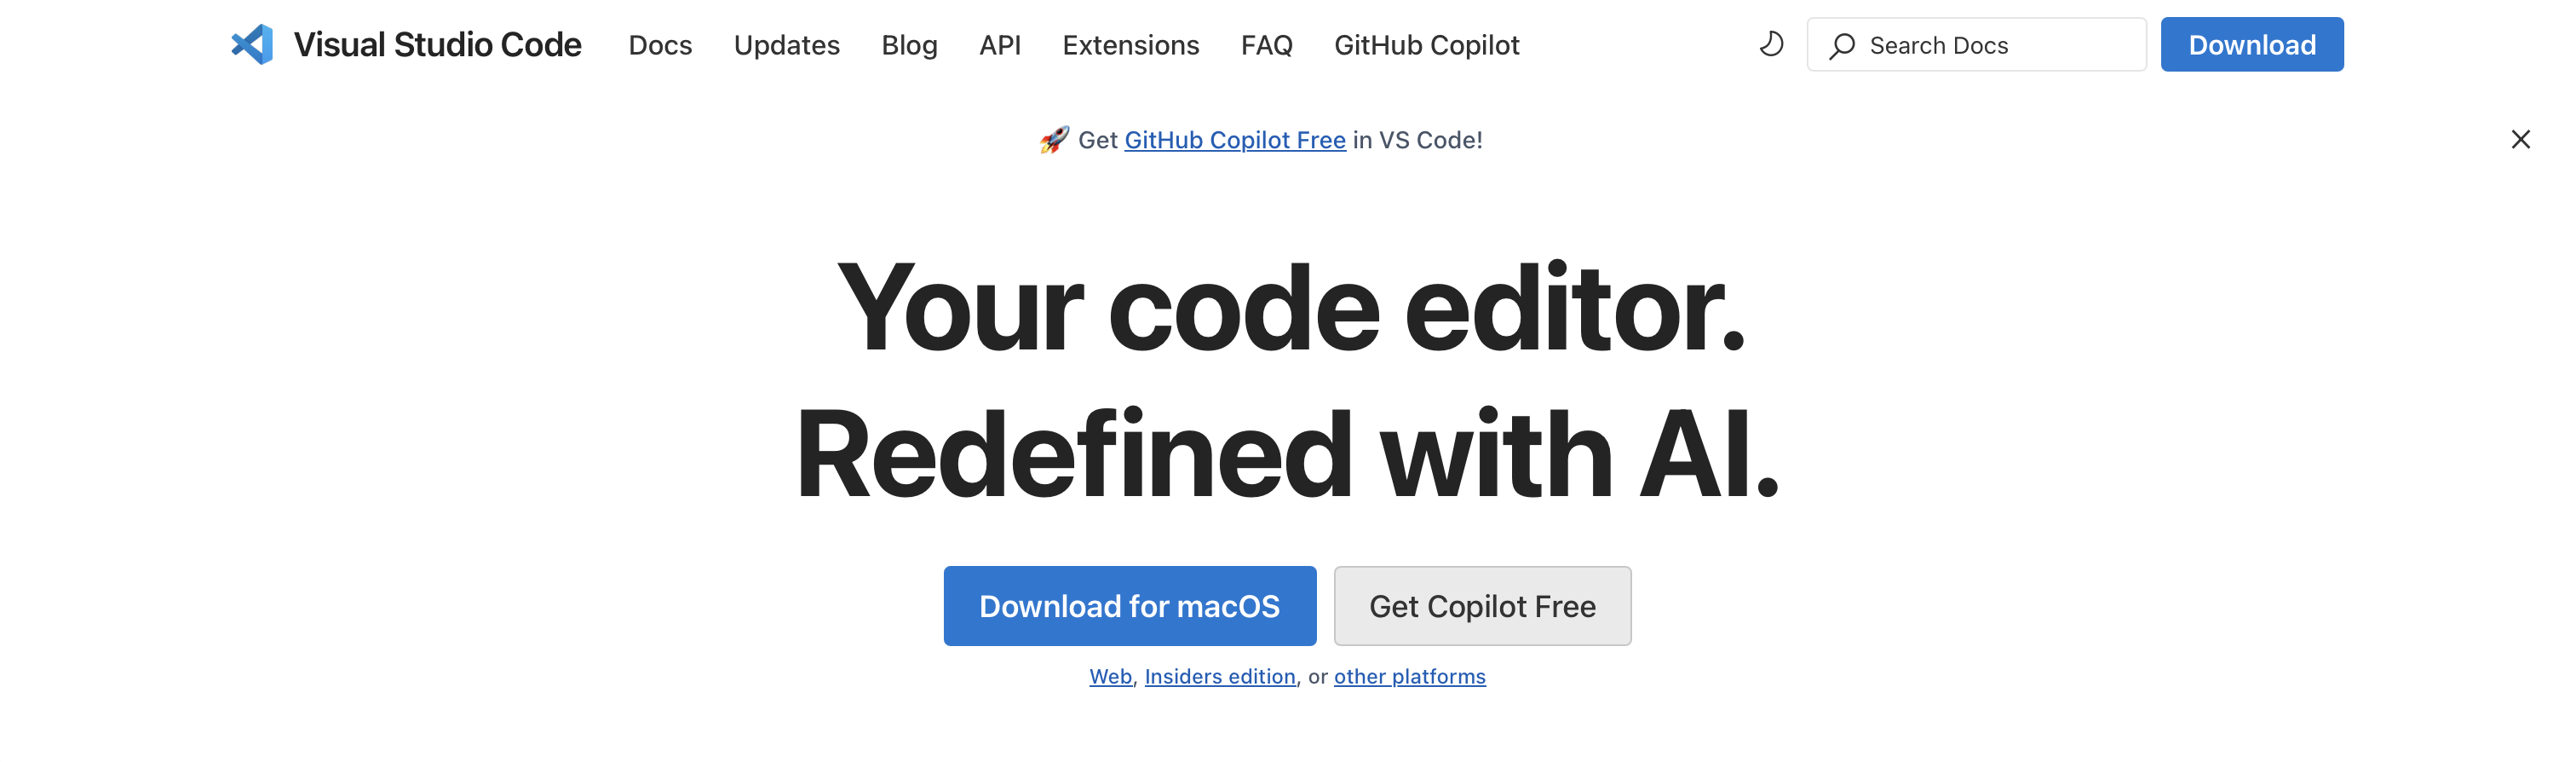 Visual Studio Code Docs Updates Blog API Extensions FAQ GitHub Copilot Search Docs Download
🚀 Get GitHub Copilot Free in VS Code!
Your code editor.
Redefined with AI.
Download for macOS Get Copilot Free
Web, Insiders edition, or other platforms